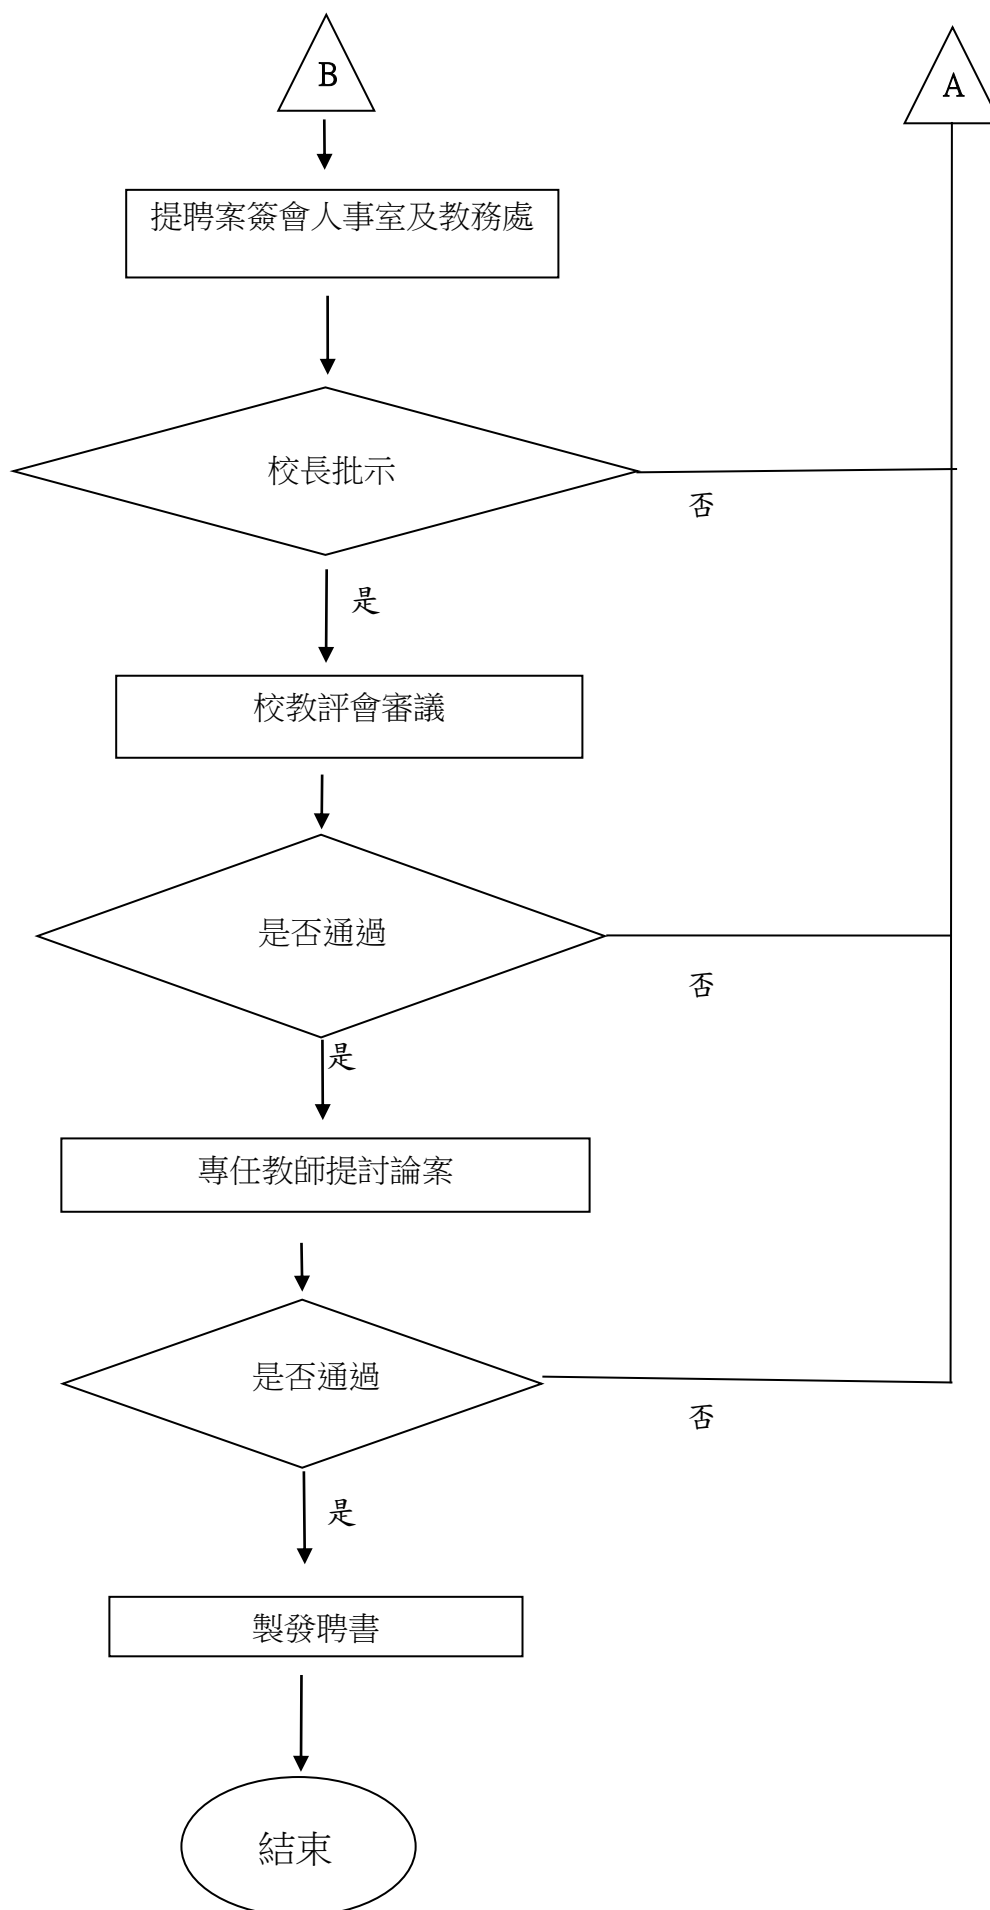 B
A
提聘案簽會人事室及教務處
校長批示
否
是
校教評會審議
是否通過
否
是
專任教師提討論案
是否通過
否
是
製發聘書
結束